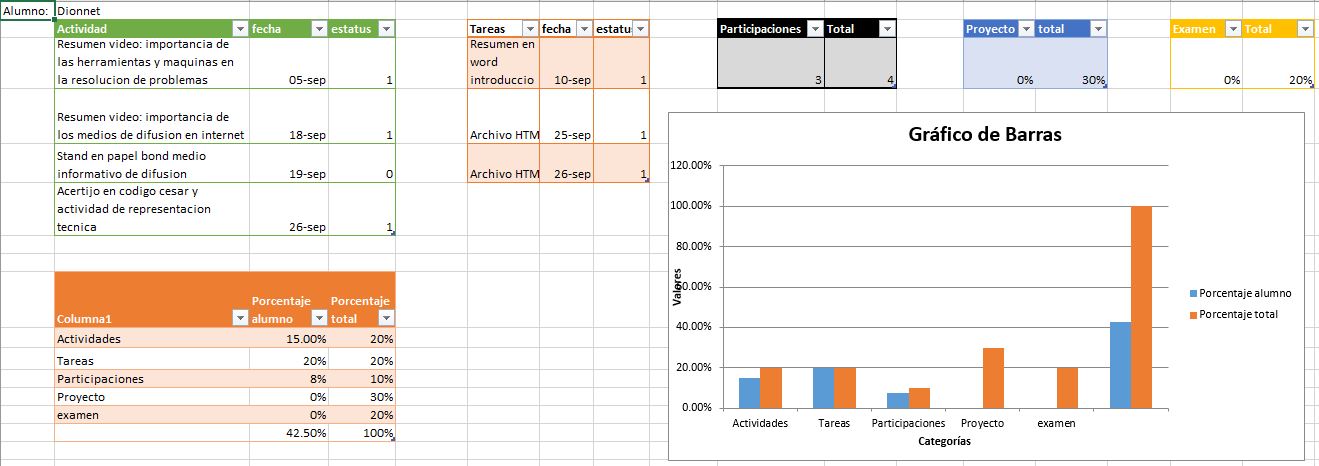 Alumno: Dionnet
Actividad fecha estatus
Resumen video: importancia de
las herramientas y maquinas en
la resolucion de problemas 05-sep 1
Resumen video: importancia de
los medios de difusion en internet 18-sep 1
Stand en papel bond medio
informativo de difusion 19-sep 0
Acertijo en codigo cesar y
actividad de representacion
tecnica 26-sep 1
Tareas fecha estatus
Resumen en
word
introduccio 10-sep 1
Archivo HTM 25-sep 1
Archivo HTM 26-sep 1
Participaciones Total
3 4
Proyecto total
0% 30%
Examen Total
0% 20%
Columna1 Porcentaje alumno Porcentaje total
Actividades 15.00% 20%
Tareas 20% 20%
Participaciones 8% 10%
Proyecto 0% 30%
examen 0% 20%
42.50% 100%
Gráfico de Barras
Valores
120.00%
100.00%
80.00%
60.00%
40.00%
20.00%
0.00%
Actividades Tareas Participaciones Proyecto examen
Categorías
Porcentaje alumno
Porcentaje total